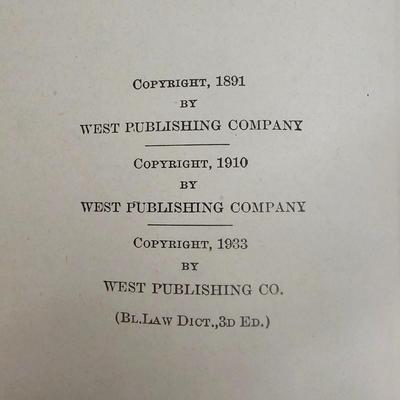 Copyright, 1891
BY
WEST PUBLISHING COMPANY
Copyright, 1910
BY
WEST PUBLISHING COMPANY
Copyright, 1933
BY
WEST PUBLISHING CO.
(Bl.Law Dict.,3d Ed.)